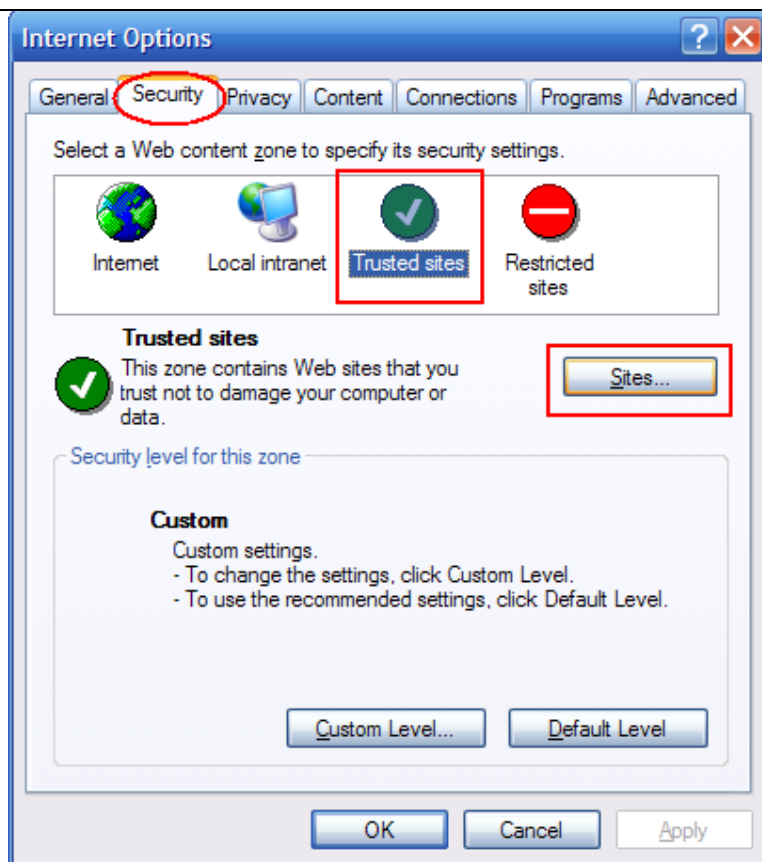 Internet Options
General Security Privacy Content Connections Programs Advanced
Select a Web content zone to specify its security settings.
Internet Local intranet Trusted sites Restricted
sites
Trusted sites
This zone contains Web sites that you
trust not to damage your computer or
data.
Sites...
Security level for this zone
Custom
Custom settings.
- To change the settings, click Custom Level.
- To use the recommended settings, click Default Level.
Custom Level... Default Level
OK Cancel Apply